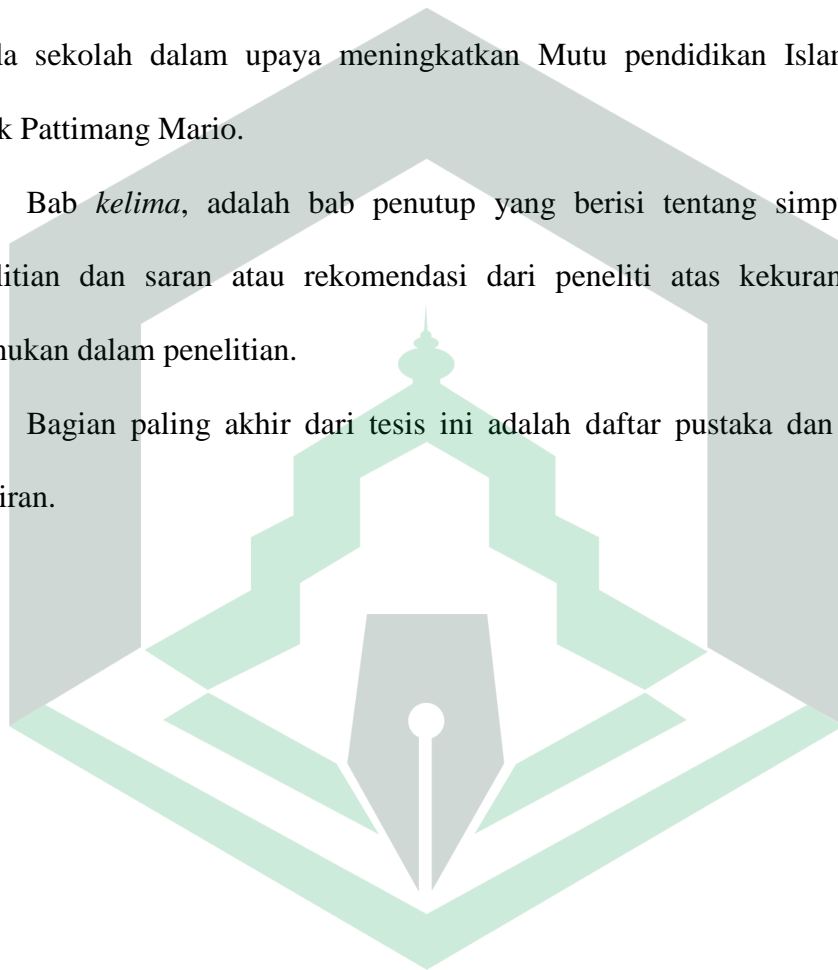 la sekolah dalam upaya meningkatkan Mutu pendidikan Islam
k Pattimang Mario.
Bab kelima, adalah bab penutup yang berisi tentang simp
litian dan saran atau rekomendasi dari peneliti atas kekuran
nukan dalam penelitian.
Bagian paling akhir dari tesis ini adalah daftar pustaka dan
iran.